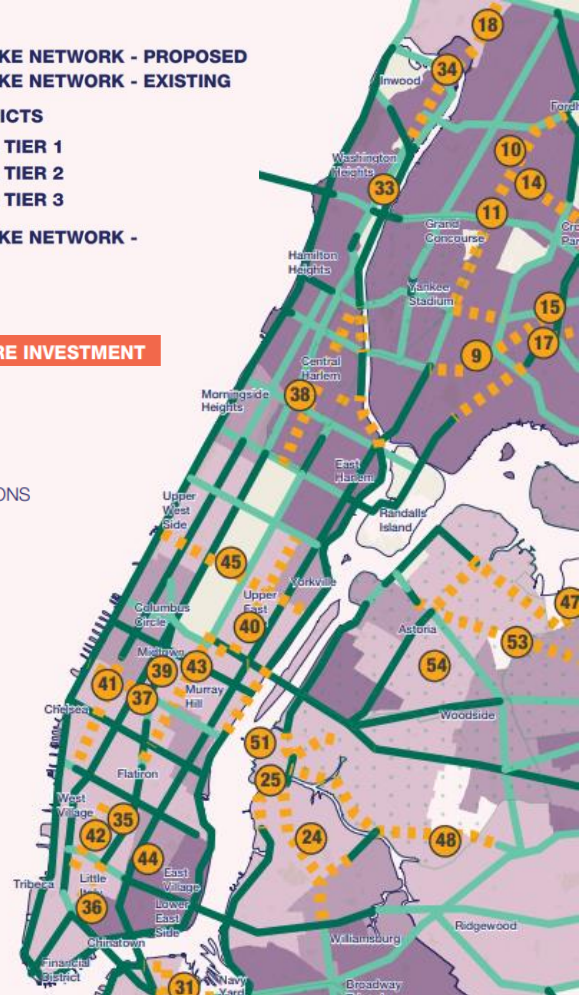 KE NETWORK - PROPOSED
KE NETWORK - EXISTING
ICTS
TIER 1
TIER 2
TIER 3
KE NETWORK -
RE INVESTMENT
ONS
18
34
Inwood
Fordh
10
Washington
Heights
14
33
11
Grand
Concourse
Cro
Par
Hamilton
Heights
Yankee
Stadium
15
17
9
Central
Harlem
38
Morningside
Heights
East
Harlem
Upper
West
Side
Randalls
Island
45
Yorkville
47
Columbus
Circle
Upper
East
40
Astoria
53
Midtown
39
43
54
41
37
Murray
Hill
Chelsea
Woodside
51
Flatiron
25
West
Village
35
42
24
48
44
Little
East
Village
Tribeca
36
Lower
East
Side
Ridgewood
Chinatown
Williamsburg
Financial
District
31
Navy
Yard
Broadway